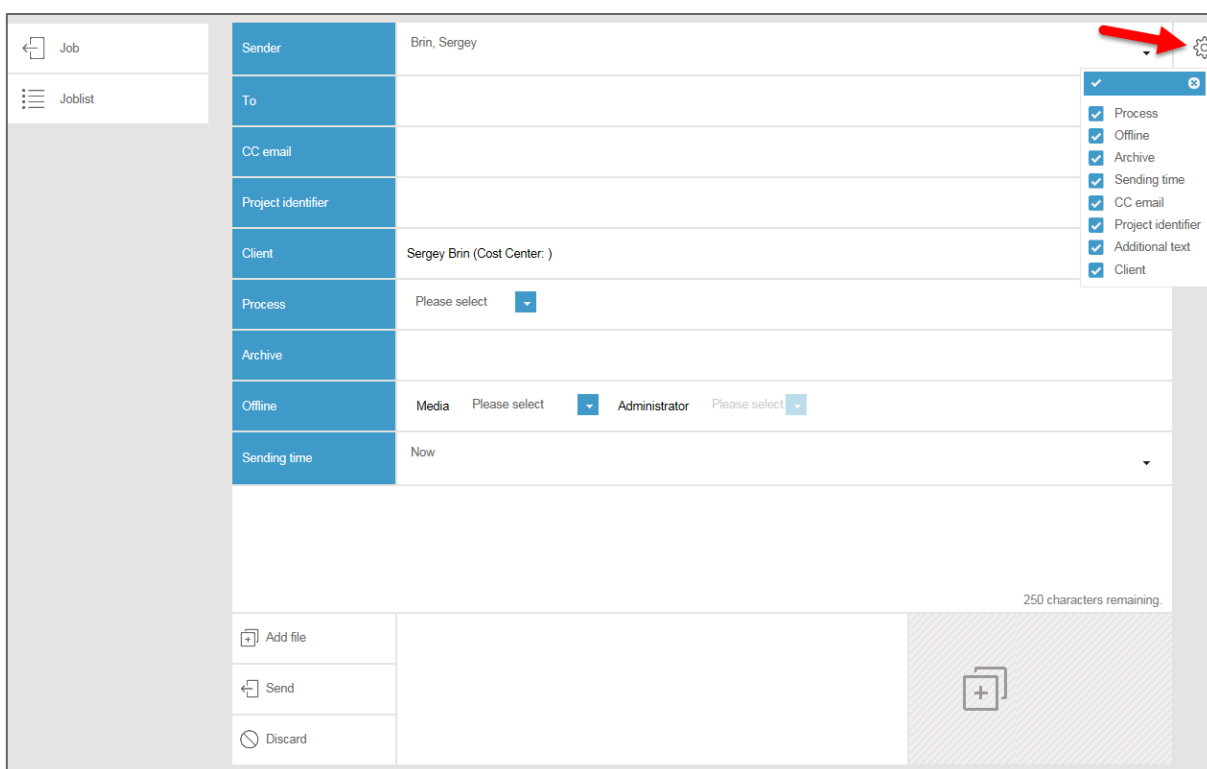 Job
Joblist
Sender
Brin, Sergey
To
CC email
Project identifier
Client
Sergey Brin (Cost Center: )
Process
Please select
Archive
Offline
Media
Please select
Administrator
Please select
Sending time
Now
250 characters remaining.
Add file
Send
Discard
Process
Offline
Archive
Sending time
CC email
Project identifier
Additional text
Client